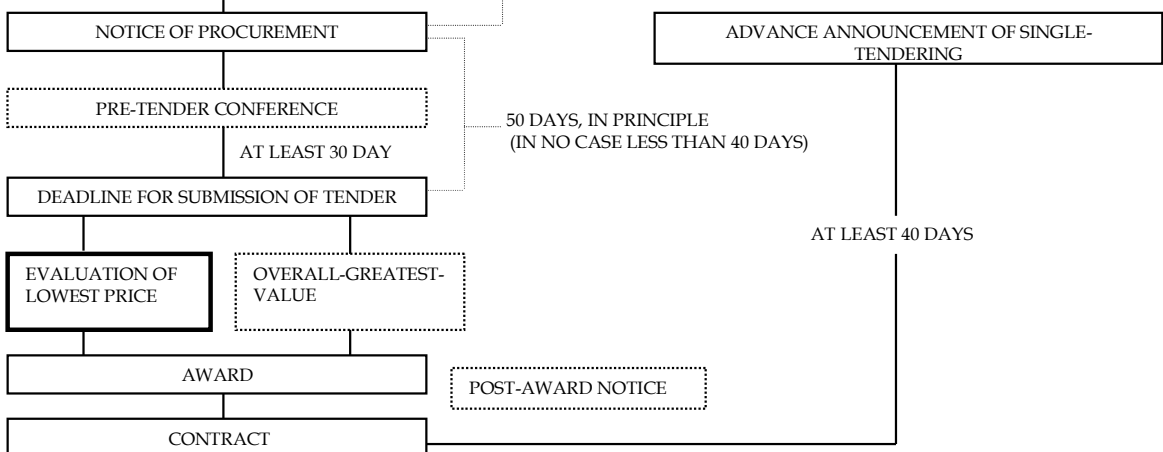 NOTICE OF PROCUREMENT
ADVANCE ANNOUNCEMENT OF SINGLE-
TENDERING
PRE-TENDER CONFERENCE
50 DAYS, IN PRINCIPLE
(IN NO CASE LESS THAN 40 DAYS)
AT LEAST 30 DAY
DEADLINE FOR SUBMISSION OF TENDER
AT LEAST 40 DAYS
EVALUATION OF
LOWEST PRICE
OVERALL-GREATEST-
VALUE
AWARD
POST-AWARD NOTICE
CONTRACT